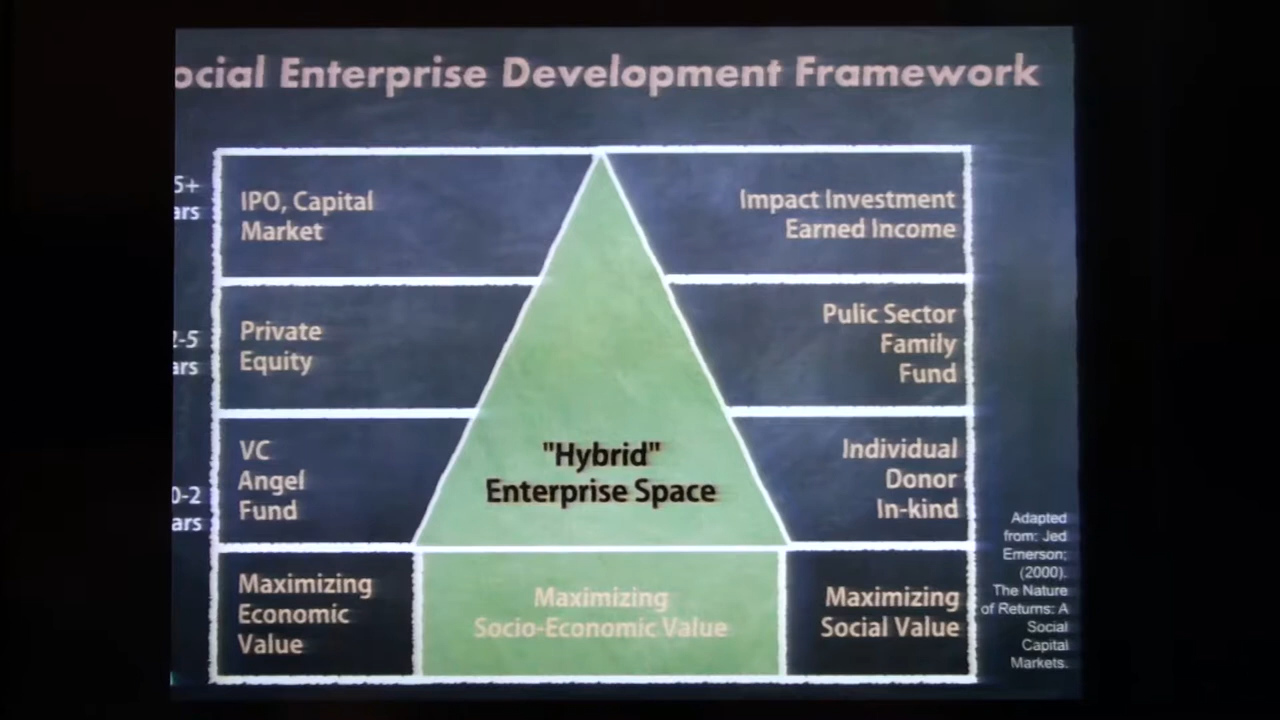 ocial Enterprise Development Framework
5+
ars
IPO, Capital
Market
Impact Investment
Earned Income
2-5
ars
Private
Equity
Pulic Sector
Family
Fund
0-2
ars
VC
Angel
Fund
"Hybrid"
Enterprise Space
Individual
Donor
In-kind
Maximizing
Economic
Value
Maximizing
Socio-Economic Value
Maximizing
Social Value
Adapted
from: Jed
Emerson;
(2000).
The Nature
of Returns: A
Social
Capital
Markets.